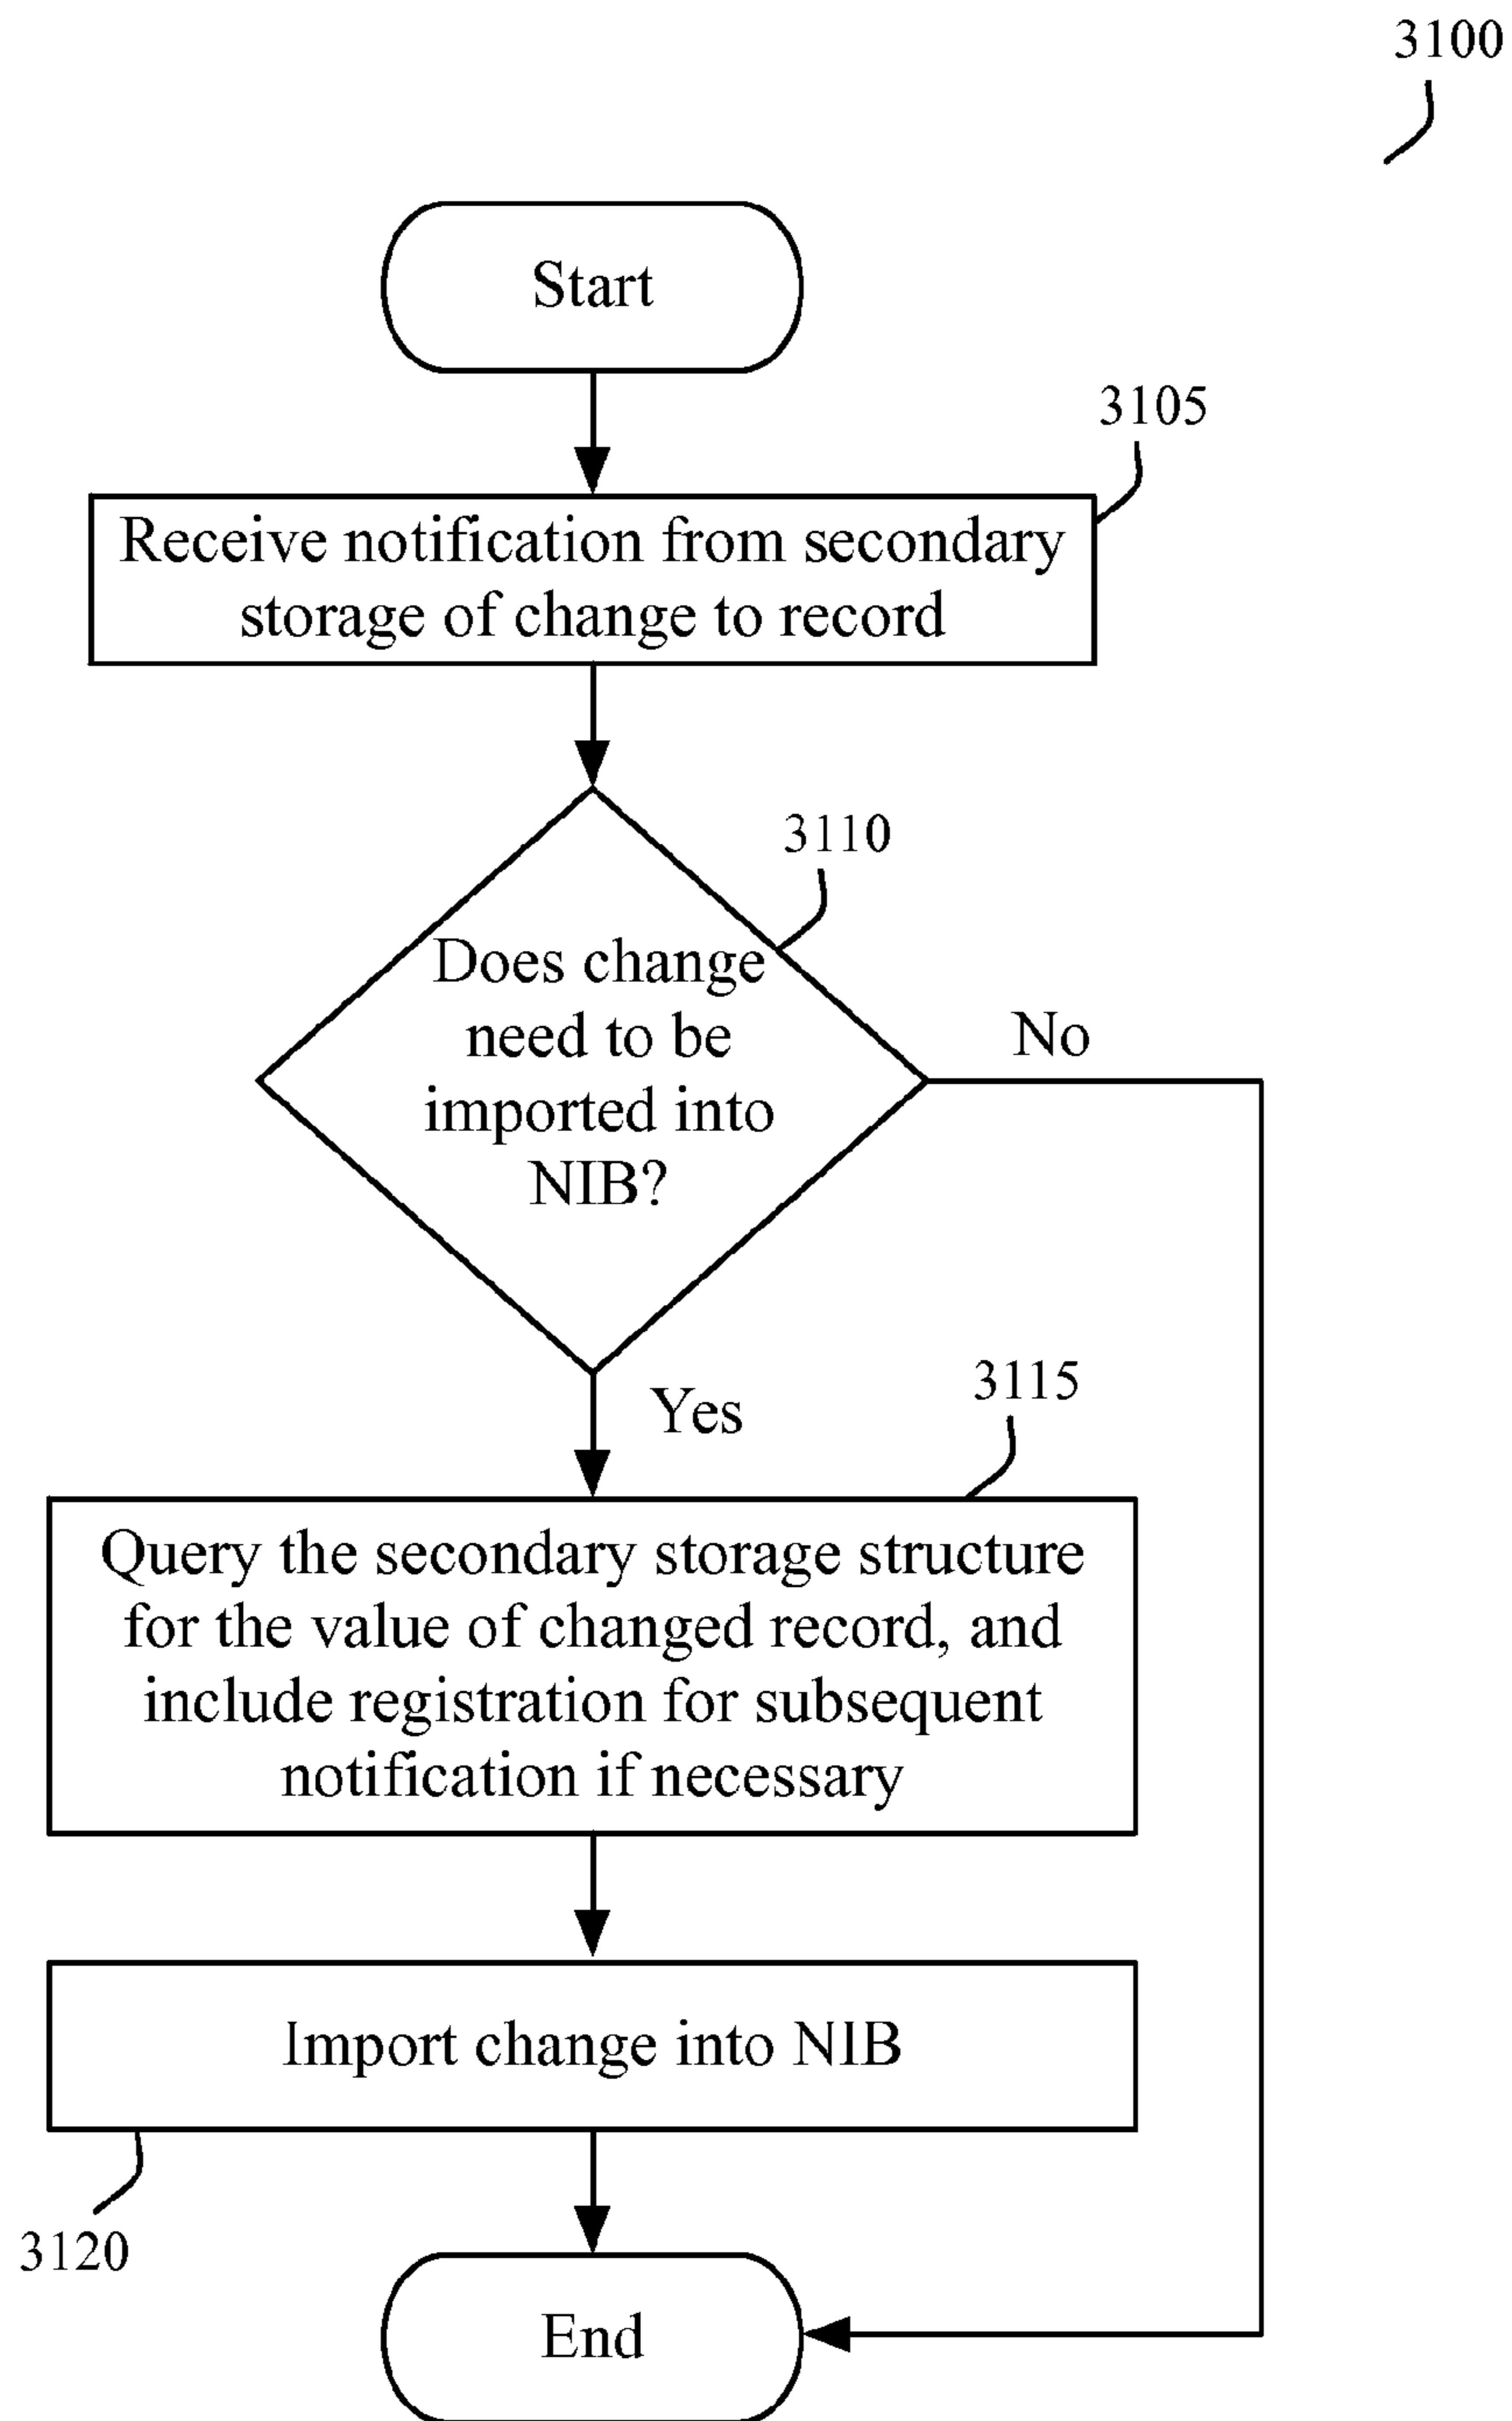 3100
Start
3105
Receive notification from secondary
storage of change to record
3110
Does change
need to be
imported into
NIB?
No
Yes
3115
Query the secondary storage structure
for the value of changed record, and
include registration for subsequent
notification if necessary
Import change into NIB
3120
End